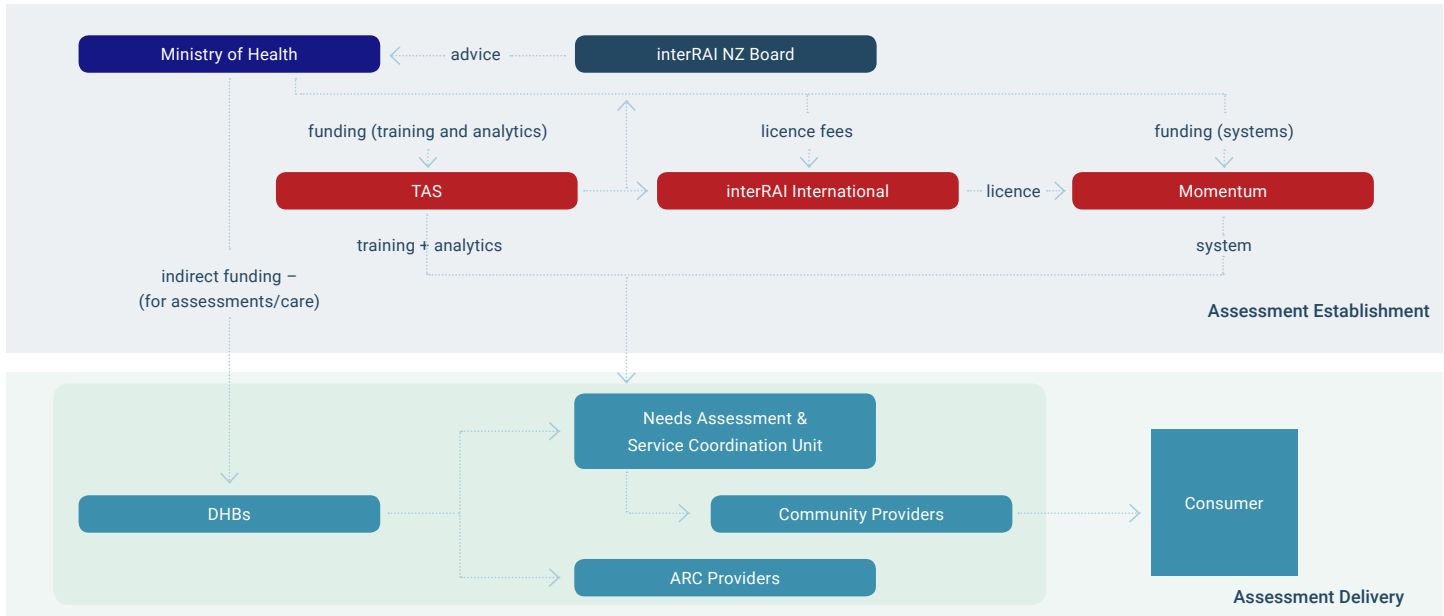 Ministry of Health
advice
interRAI NZ Board
funding (training and analytics)
licence fees
funding (systems)
TAS
interRAI International
licence
Momentum
training + analytics
system
indirect funding –
(for assessments/care)
Assessment Establishment
Needs Assessment &
Service Coordination Unit
DHBs
Community Providers
Consumer
ARC Providers
Assessment Delivery